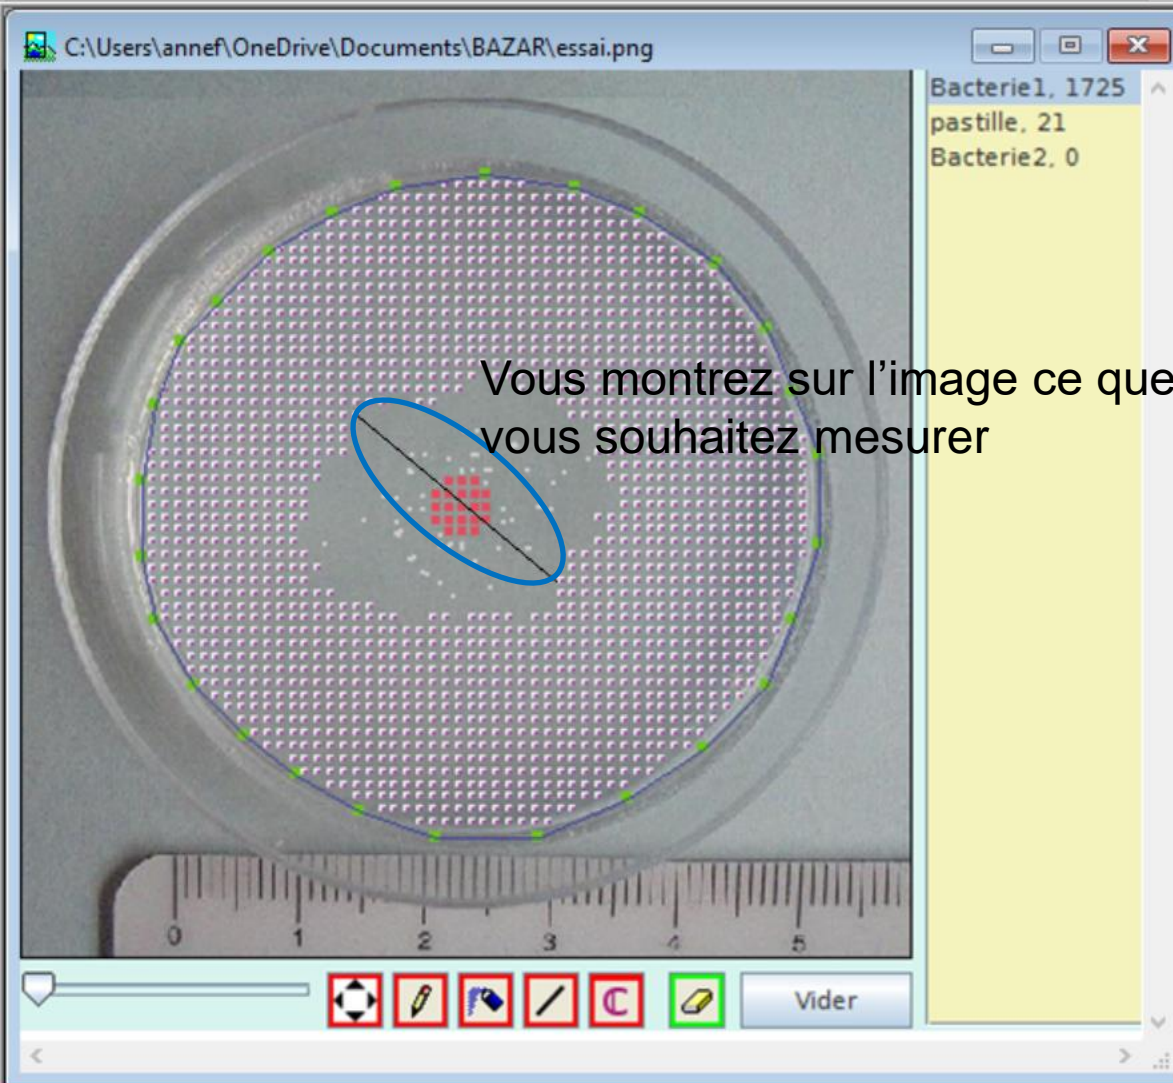 C:\Users\annef\OneDrive\Documents\BAZAR\essai.png
Bacterie1, 1725
pastille, 21
Bacterie2, 0
Vous montrez sur l’image ce que
vous souhaitez mesurer
0 1 2 3 4 5
ℂ
Vider